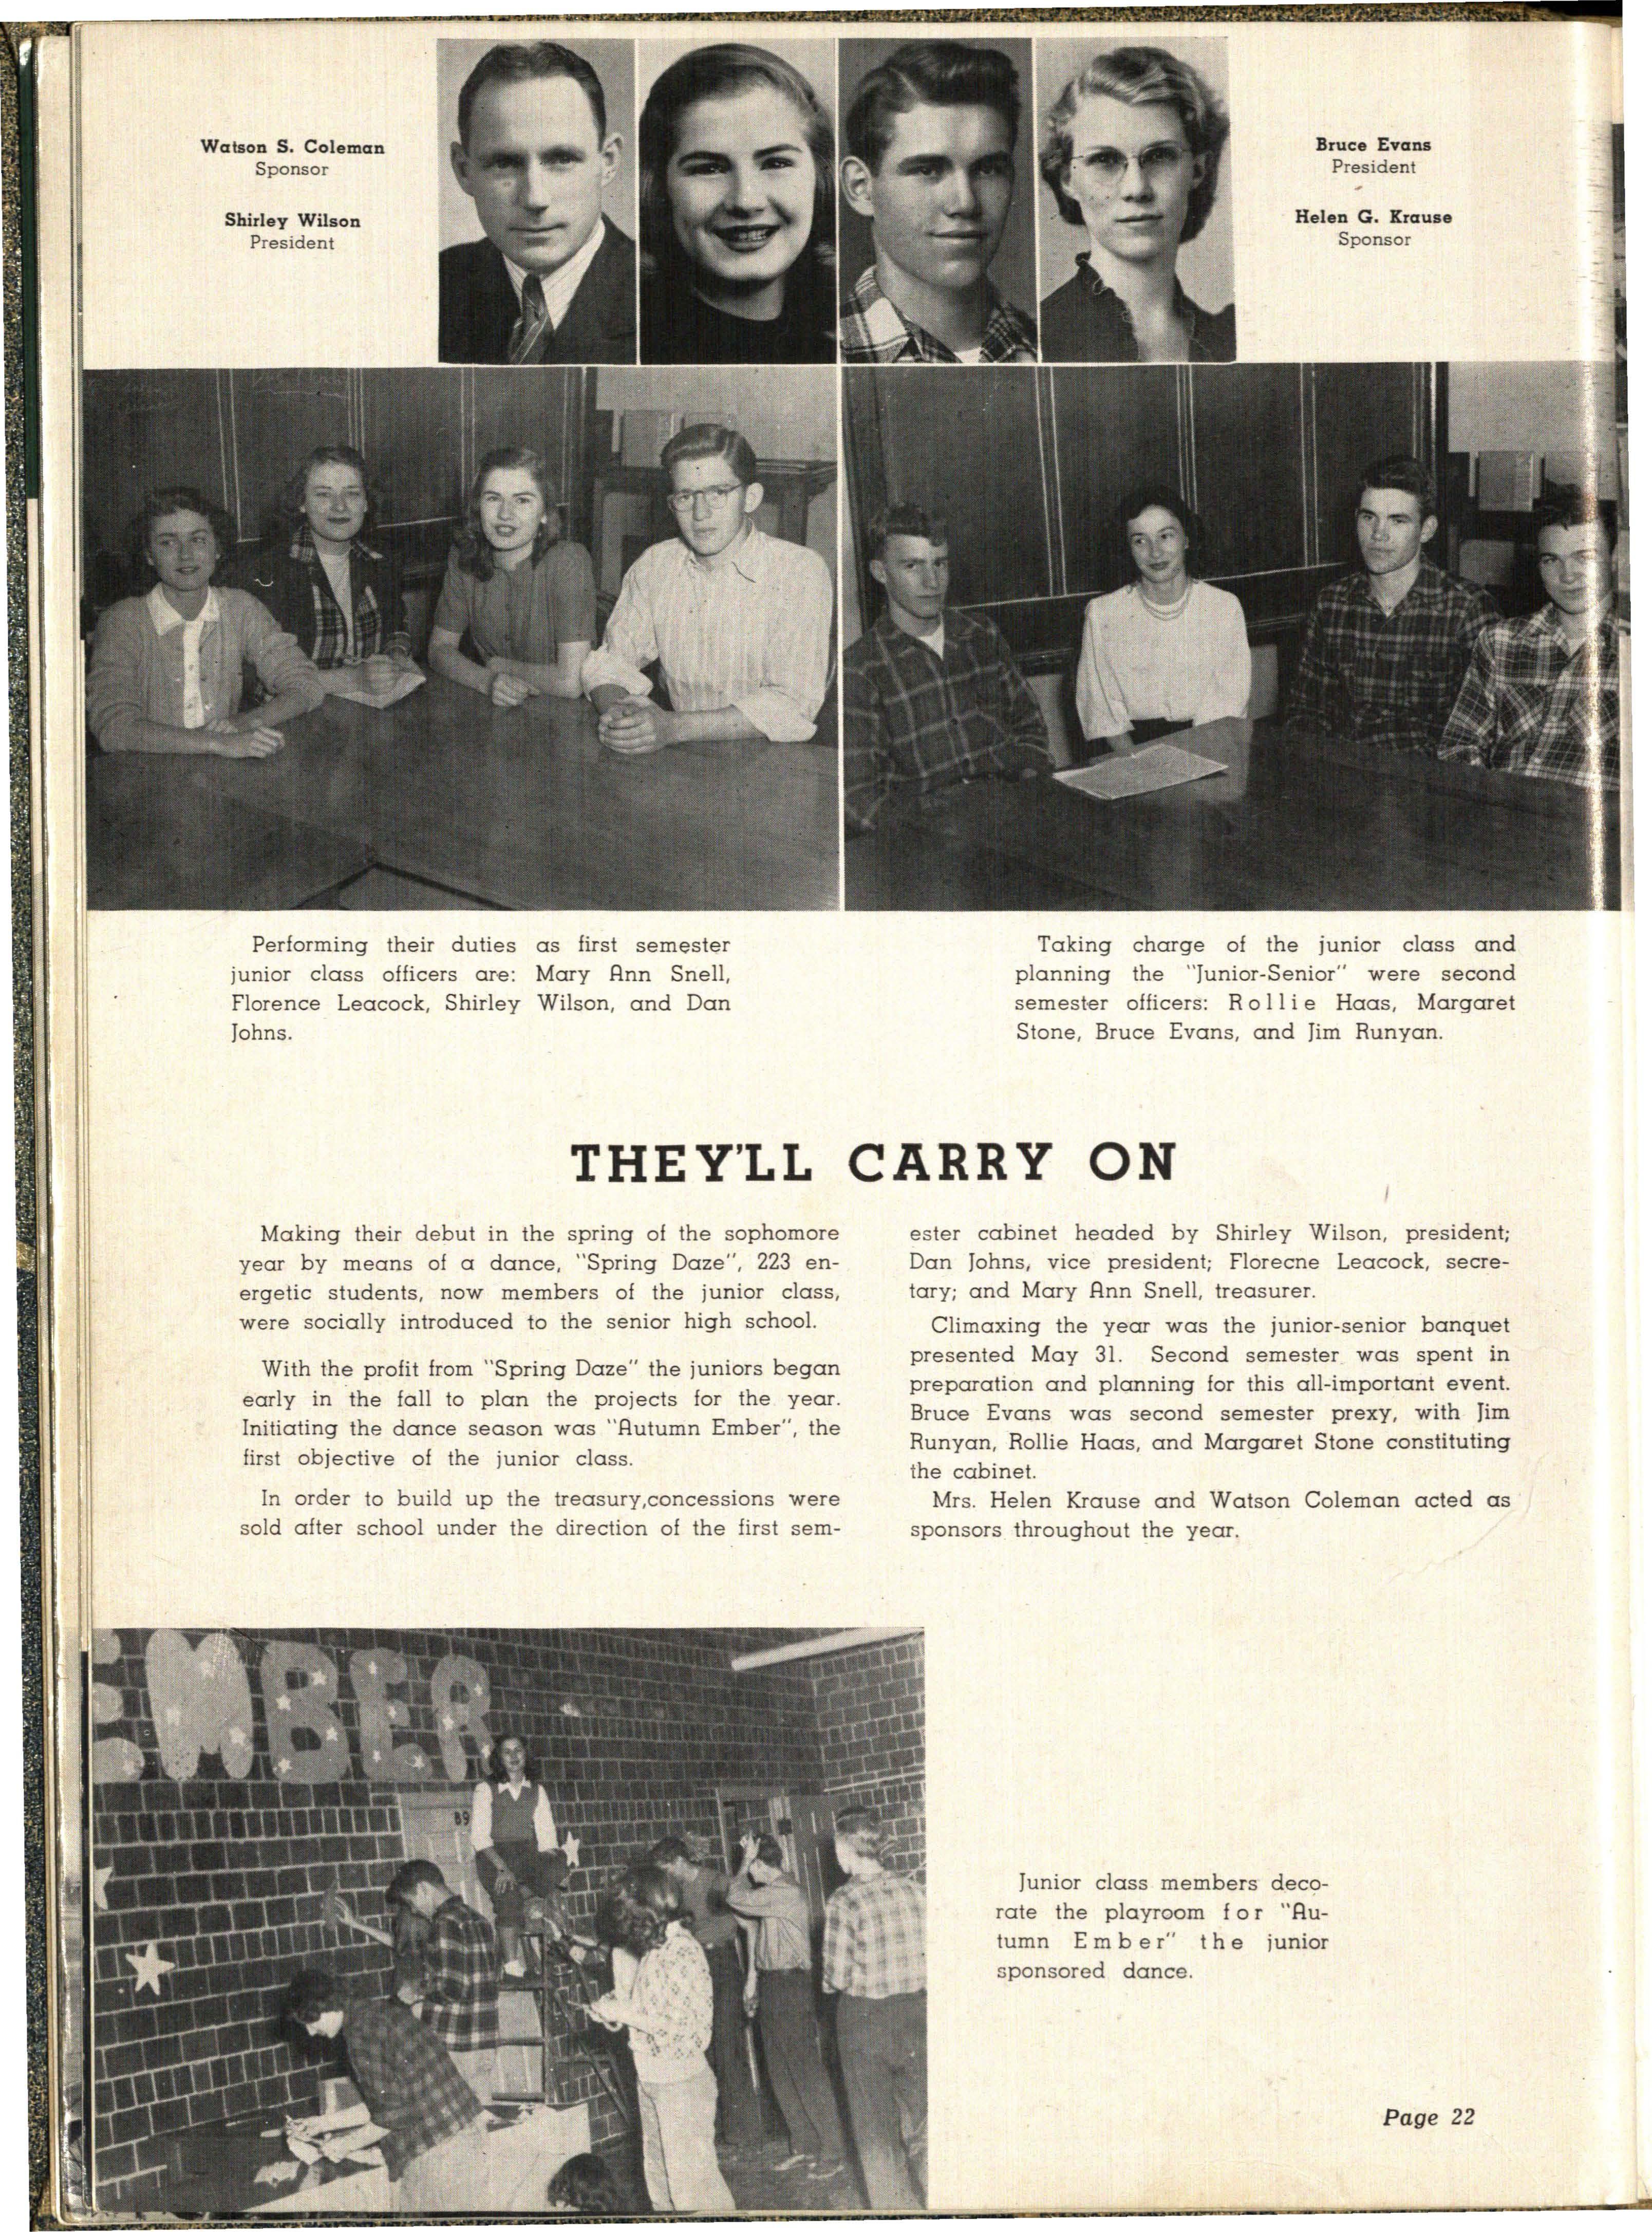 Watson S. Coleman
Sponsor
Shirley Wilson
President
Bruce Evans
President
Helen G. Krause
Sponsor
Performing their duties as first semester
junior class officers are: Mary Ann Snell,
Florence Leacock, Shirley Wilson, and Dan
Johns.
Taking charge of the junior class and
planning the "Junior-Senior" were second
semester officers: Rollie Haas, Margaret
Stone, Bruce Evans, and Jim Runyan.
THEY'LL CARRY ON
Making their debut in the spring of the sophomore
year by means of a dance, "Spring Daze", 223 en-
ergetic students, now members of the junior class,
were socially introduced to the senior high school.
With the profit from "Spring Daze" the juniors began
early in the fall to plan the projects for the year.
Initiating the dance season was "Autumn Ember", the
first objective of the junior class.
In order to build up the treasury,concessions were
sold after school under the direction of the first sem-
ester cabinet headed by Shirley Wilson, president;
Dan Johns, vice president; Florecne Leacock, secre-
tary; and Mary Ann Snell, treasurer.
Climaxing the year was the junior-senior banquet
presented May 31. Second semester was spent in
preparation and planning for this all-important event.
Bruce Evans was second semester prexy, with Jim
Runyan, Rollie Haas, and Margaret Stone constituting
the cabinet.
Mrs. Helen Krause and Watson Coleman acted as
sponsors throughout the year.
EMBER
B9
Junior class members deco-
rate the playroom for "Au-
tumn Ember" the junior
sponsored dance.
Page 22